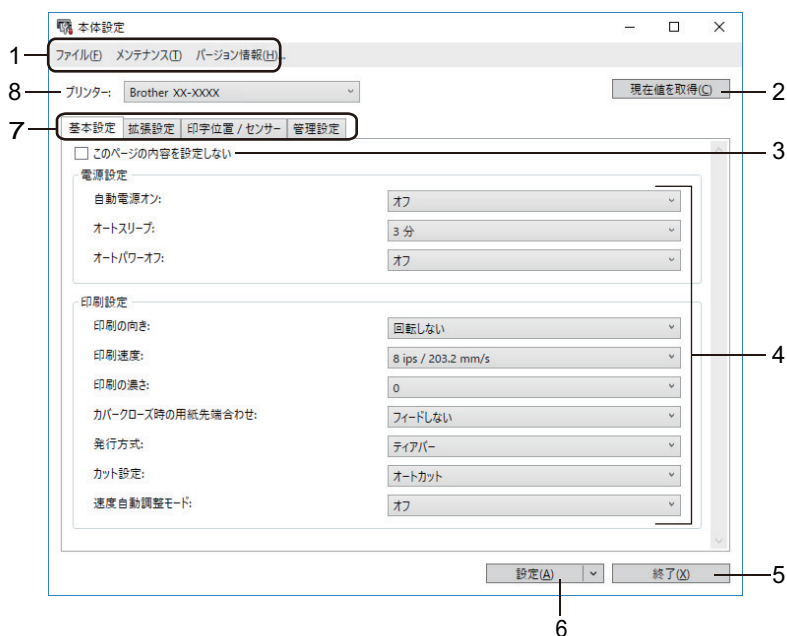 本体設定
1
ファイル(F) メンテナンス(T) バージョン情報(H)...
8
プリンター: Brother XX-XXXX
現在値を取得(C)
2
7
基本設定 拡張設定 印字位置 / センサー 管理設定
このページの内容を設定しない
3
電源設定
自動電源オン: オフ
オートスリープ: 3 分
オートパワーオフ: オフ
印刷設定
印刷の向き: 回転しない
印刷速度: 8 ips / 203.2 mm/s
4
印刷の濃さ: 0
カバークローズ時の用紙先端合わせ: フィードしない
発行方式: ティアバー
カット設定: オートカット
速度自動調整モード: オフ
設定(A) 終了(X)
5
6